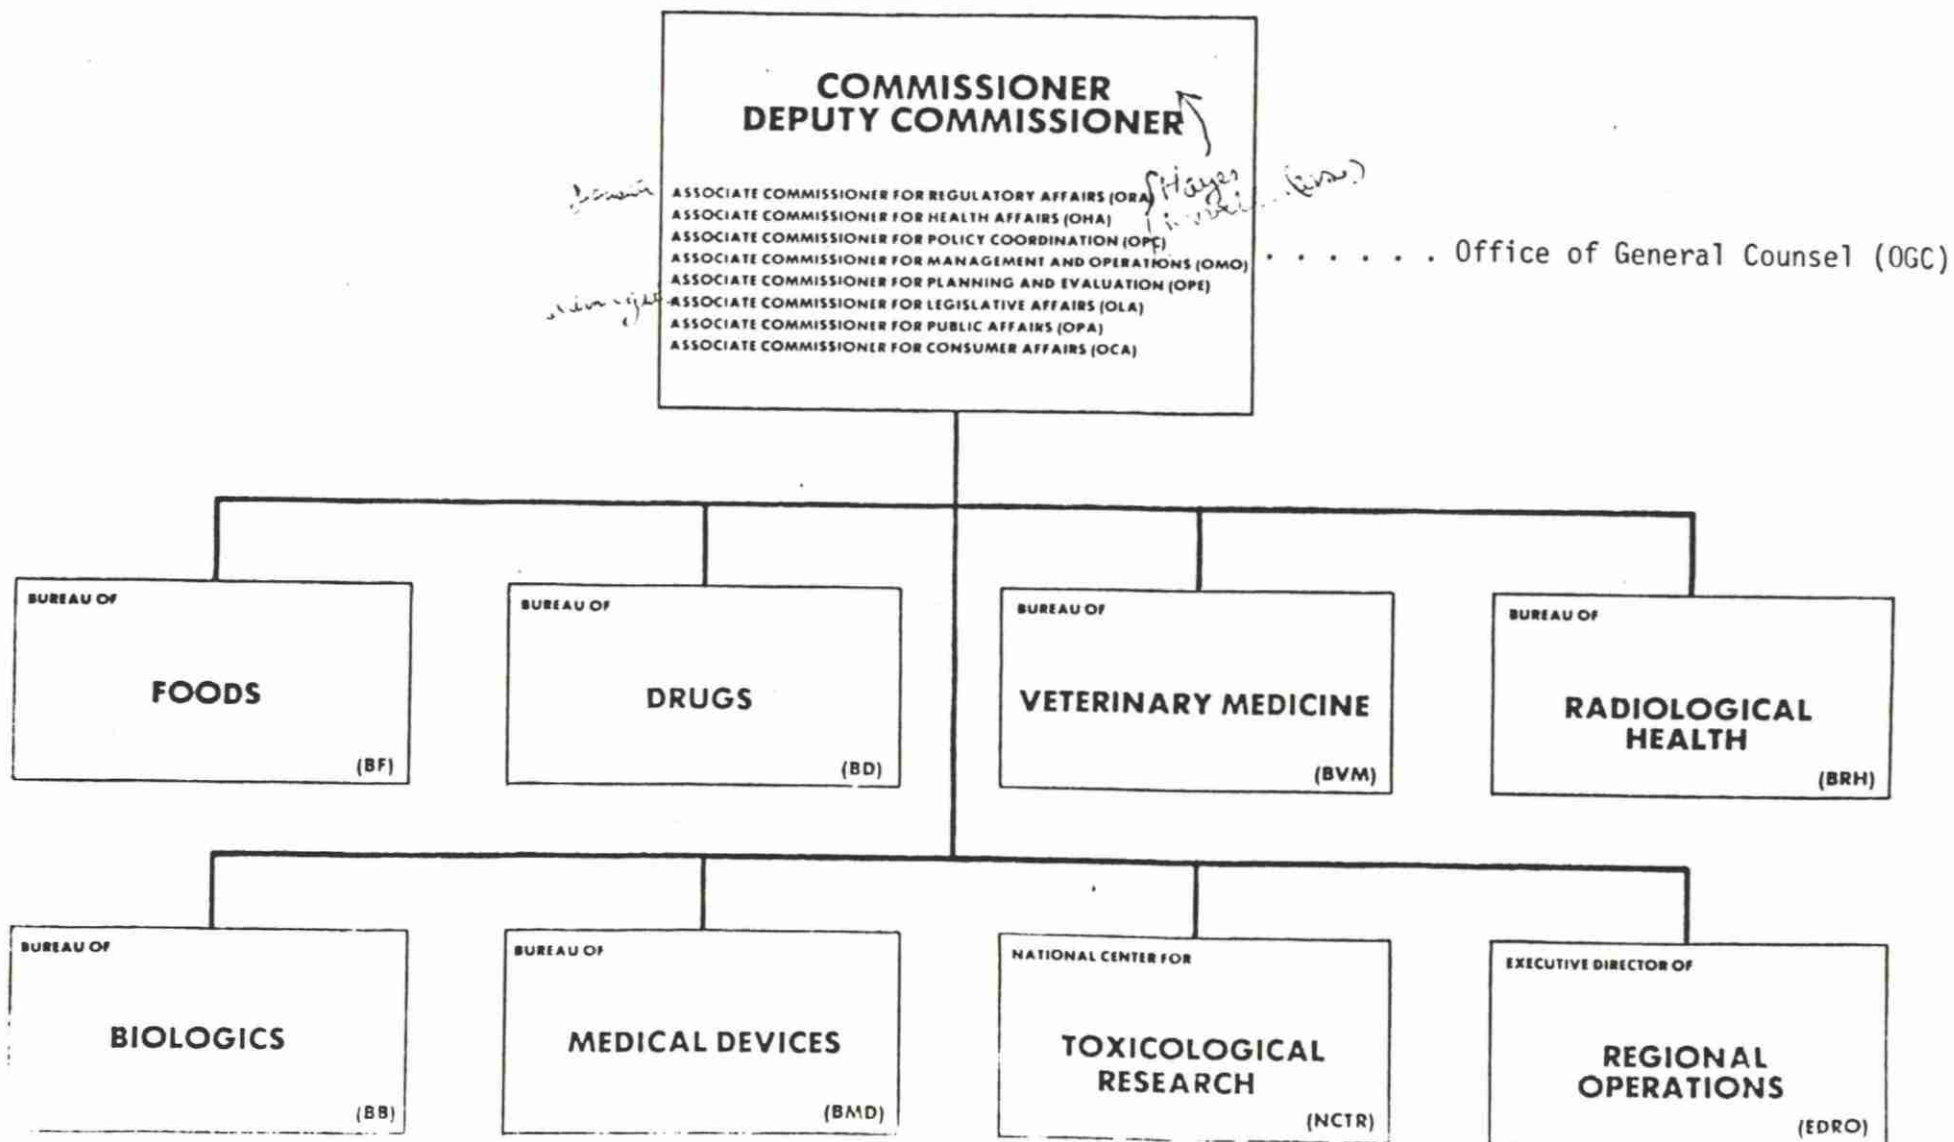 COMMISSIONER
DEPUTY COMMISSIONER
ASSOCIATE COMMISSIONER FOR REGULATORY AFFAIRS (ORA)
Hayes
ASSOCIATE COMMISSIONER FOR HEALTH AFFAIRS (OHA)
ASSOCIATE COMMISSIONER FOR POLICY COORDINATION (OPC)
ASSOCIATE COMMISSIONER FOR MANAGEMENT AND OPERATIONS (OMO)
. . . . . . Office of General Counsel (OGC)
ASSOCIATE COMMISSIONER FOR PLANNING AND EVALUATION (OPE)
ASSOCIATE COMMISSIONER FOR LEGISLATIVE AFFAIRS (OLA)
ASSOCIATE COMMISSIONER FOR PUBLIC AFFAIRS (OPA)
ASSOCIATE COMMISSIONER FOR CONSUMER AFFAIRS (OCA)
BUREAU OF
FOODS
(BF)
BUREAU OF
DRUGS
(BD)
BUREAU OF
VETERINARY MEDICINE
(BVM)
BUREAU OF
RADIOLOGICAL
HEALTH
(BRH)
BUREAU OF
BIOLOGICS
(BB)
BUREAU OF
MEDICAL DEVICES
(BMD)
NATIONAL CENTER FOR
TOXICOLOGICAL
RESEARCH
(NCTR)
EXECUTIVE DIRECTOR OF
REGIONAL
OPERATIONS
(EDRO)